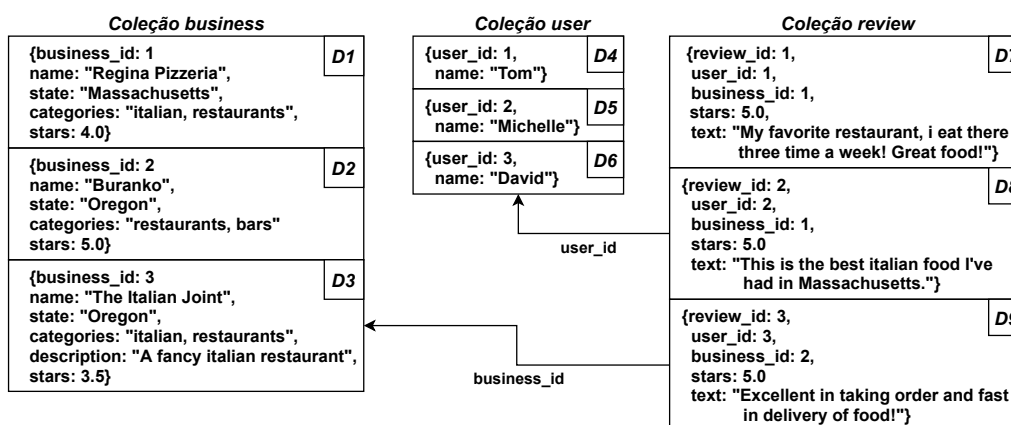 Coleção business
{business_id: 1
D1
name: "Regina Pizzeria",
state: "Massachusetts",
categories: "italian, restaurants",
stars: 4.0}
{business_id: 2
D2
name: "Buranko",
state: "Oregon",
categories: "restaurants, bars"
stars: 5.0}
{business_id: 3
D3
name: "The Italian Joint",
state: "Oregon",
categories: "italian, restaurants",
description: "A fancy italian restaurant",
stars: 3.5}
Coleção user
{user_id: 1,
D4
name: "Tom"}
{user_id: 2,
D5
name: "Michelle"}
{user_id: 3,
D6
name: "David"}
user_id
business_id
Coleção review
{review_id: 1,
user_id: 1,
business_id: 1,
stars: 5.0,
text: "My favorite restaurant, i eat there
three time a week! Great food!"}
{review_id: 2,
user_id: 2,
business_id: 1,
stars: 5.0
text: "This is the best italian food I've
had in Massachusetts."}
{review_id: 3,
user_id: 3,
business_id: 2,
stars: 5.0
text: "Excellent in taking order and fast
in delivery of food!"}